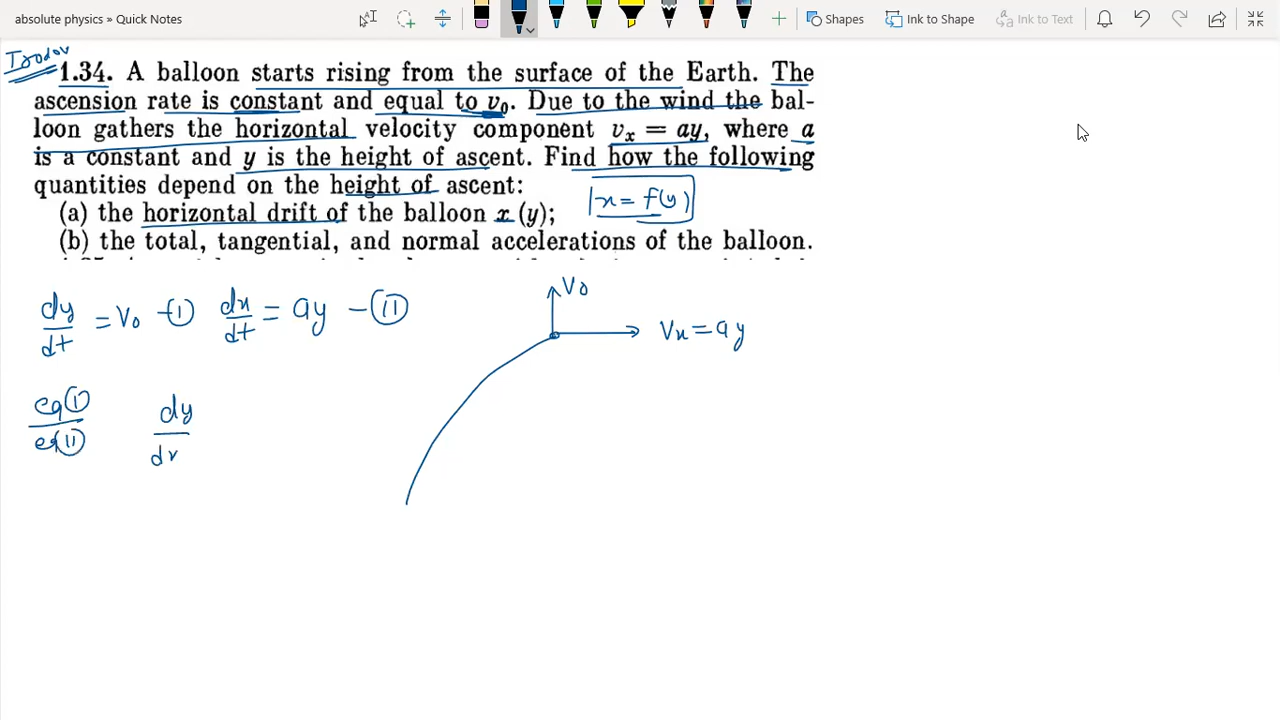 absolute physics » Quick Notes
Shapes Ink to Shape Ink to Text
Irodov
1.34. A balloon starts rising from the surface of the Earth. The
ascension rate is constant and equal to v₀. Due to the wind the bal-
loon gathers the horizontal velocity component vₓ = ay, where a
is a constant and y is the height of ascent. Find how the following
quantities depend on the height of ascent:
x = f(y)
(a) the horizontal drift of the balloon x (y);
(b) the total, tangential, and normal accelerations of the balloon.
dy/dt = V₀ -① dx/dt = ay -(11)
V₀
Vx = ay
eq①/eq(11) dy/dx